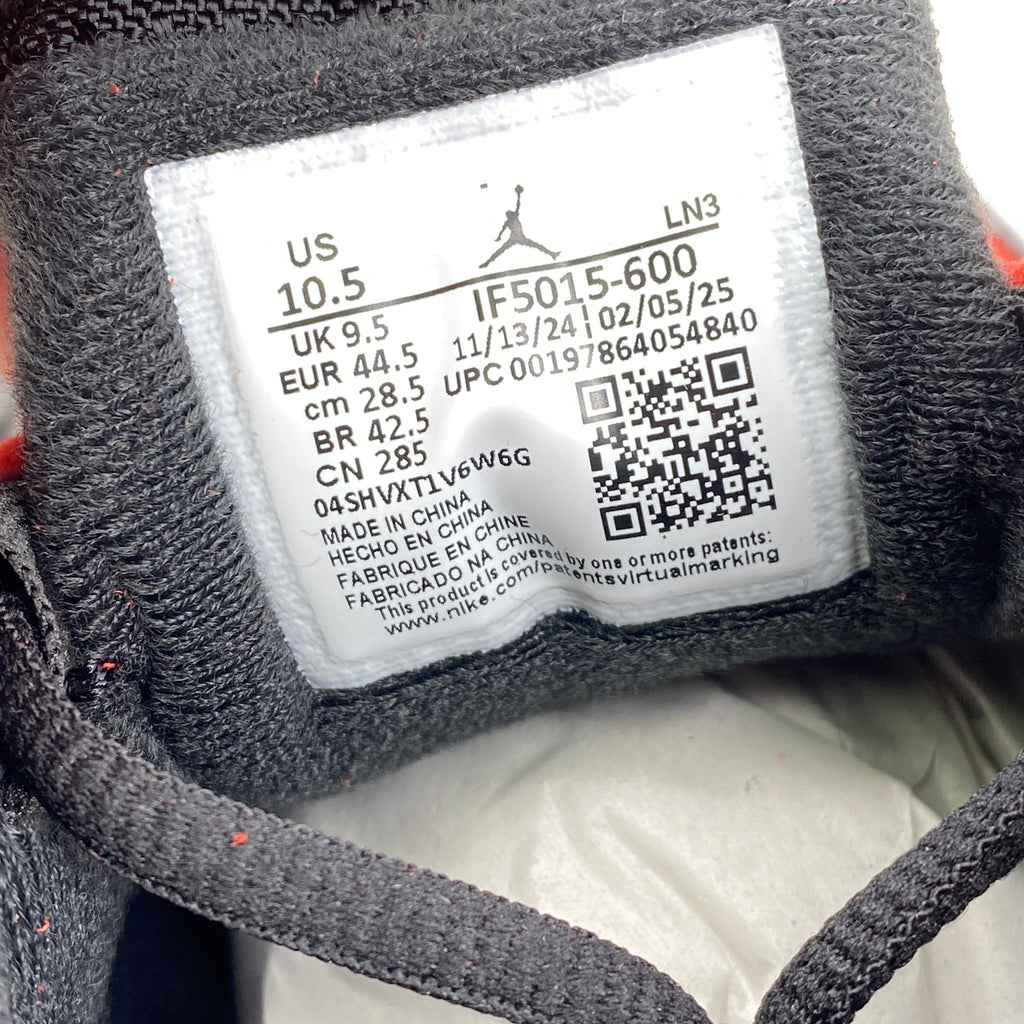 US
10.5
LN3
IF5015-600
UK 9.5
11/13/24 | 02/05/25
EUR 44.5
UPC 00197864054840
cm 28.5
BR 42.5
CN 285
04SHVXT1V6W6G
MADE IN CHINA
HECHO EN CHINA
FABRIQUE EN CHINE
FABRICADO NA CHINA
This product is covered by one or more patents:
www.nike.com/patentsvirtualmarking